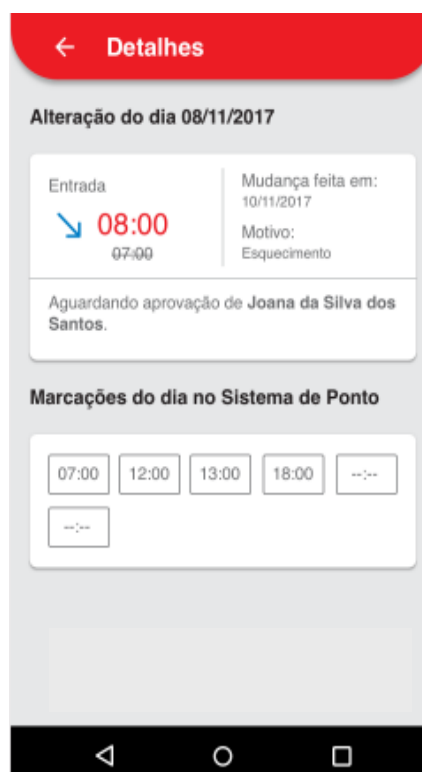 Detalhes
Alteração do dia 08/11/2017
Entrada
08:00
07:00
Mudança feita em:
10/11/2017
Motivo:
Esquecimento
Aguardando aprovação de Joana da Silva dos
Santos.
Marcações do dia no Sistema de Ponto
07:00 12:00 13:00 18:00 --:--
--:--